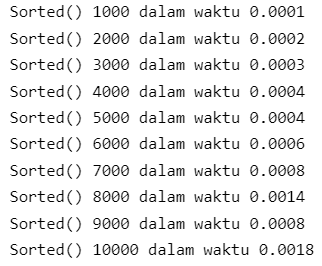 Sorted() 1000 dalam waktu 0.0001
Sorted() 2000 dalam waktu 0.0002
Sorted() 3000 dalam waktu 0.0003
Sorted() 4000 dalam waktu 0.0004
Sorted() 5000 dalam waktu 0.0004
Sorted() 6000 dalam waktu 0.0006
Sorted() 7000 dalam waktu 0.0008
Sorted() 8000 dalam waktu 0.0014
Sorted() 9000 dalam waktu 0.0008
Sorted() 10000 dalam waktu 0.0018